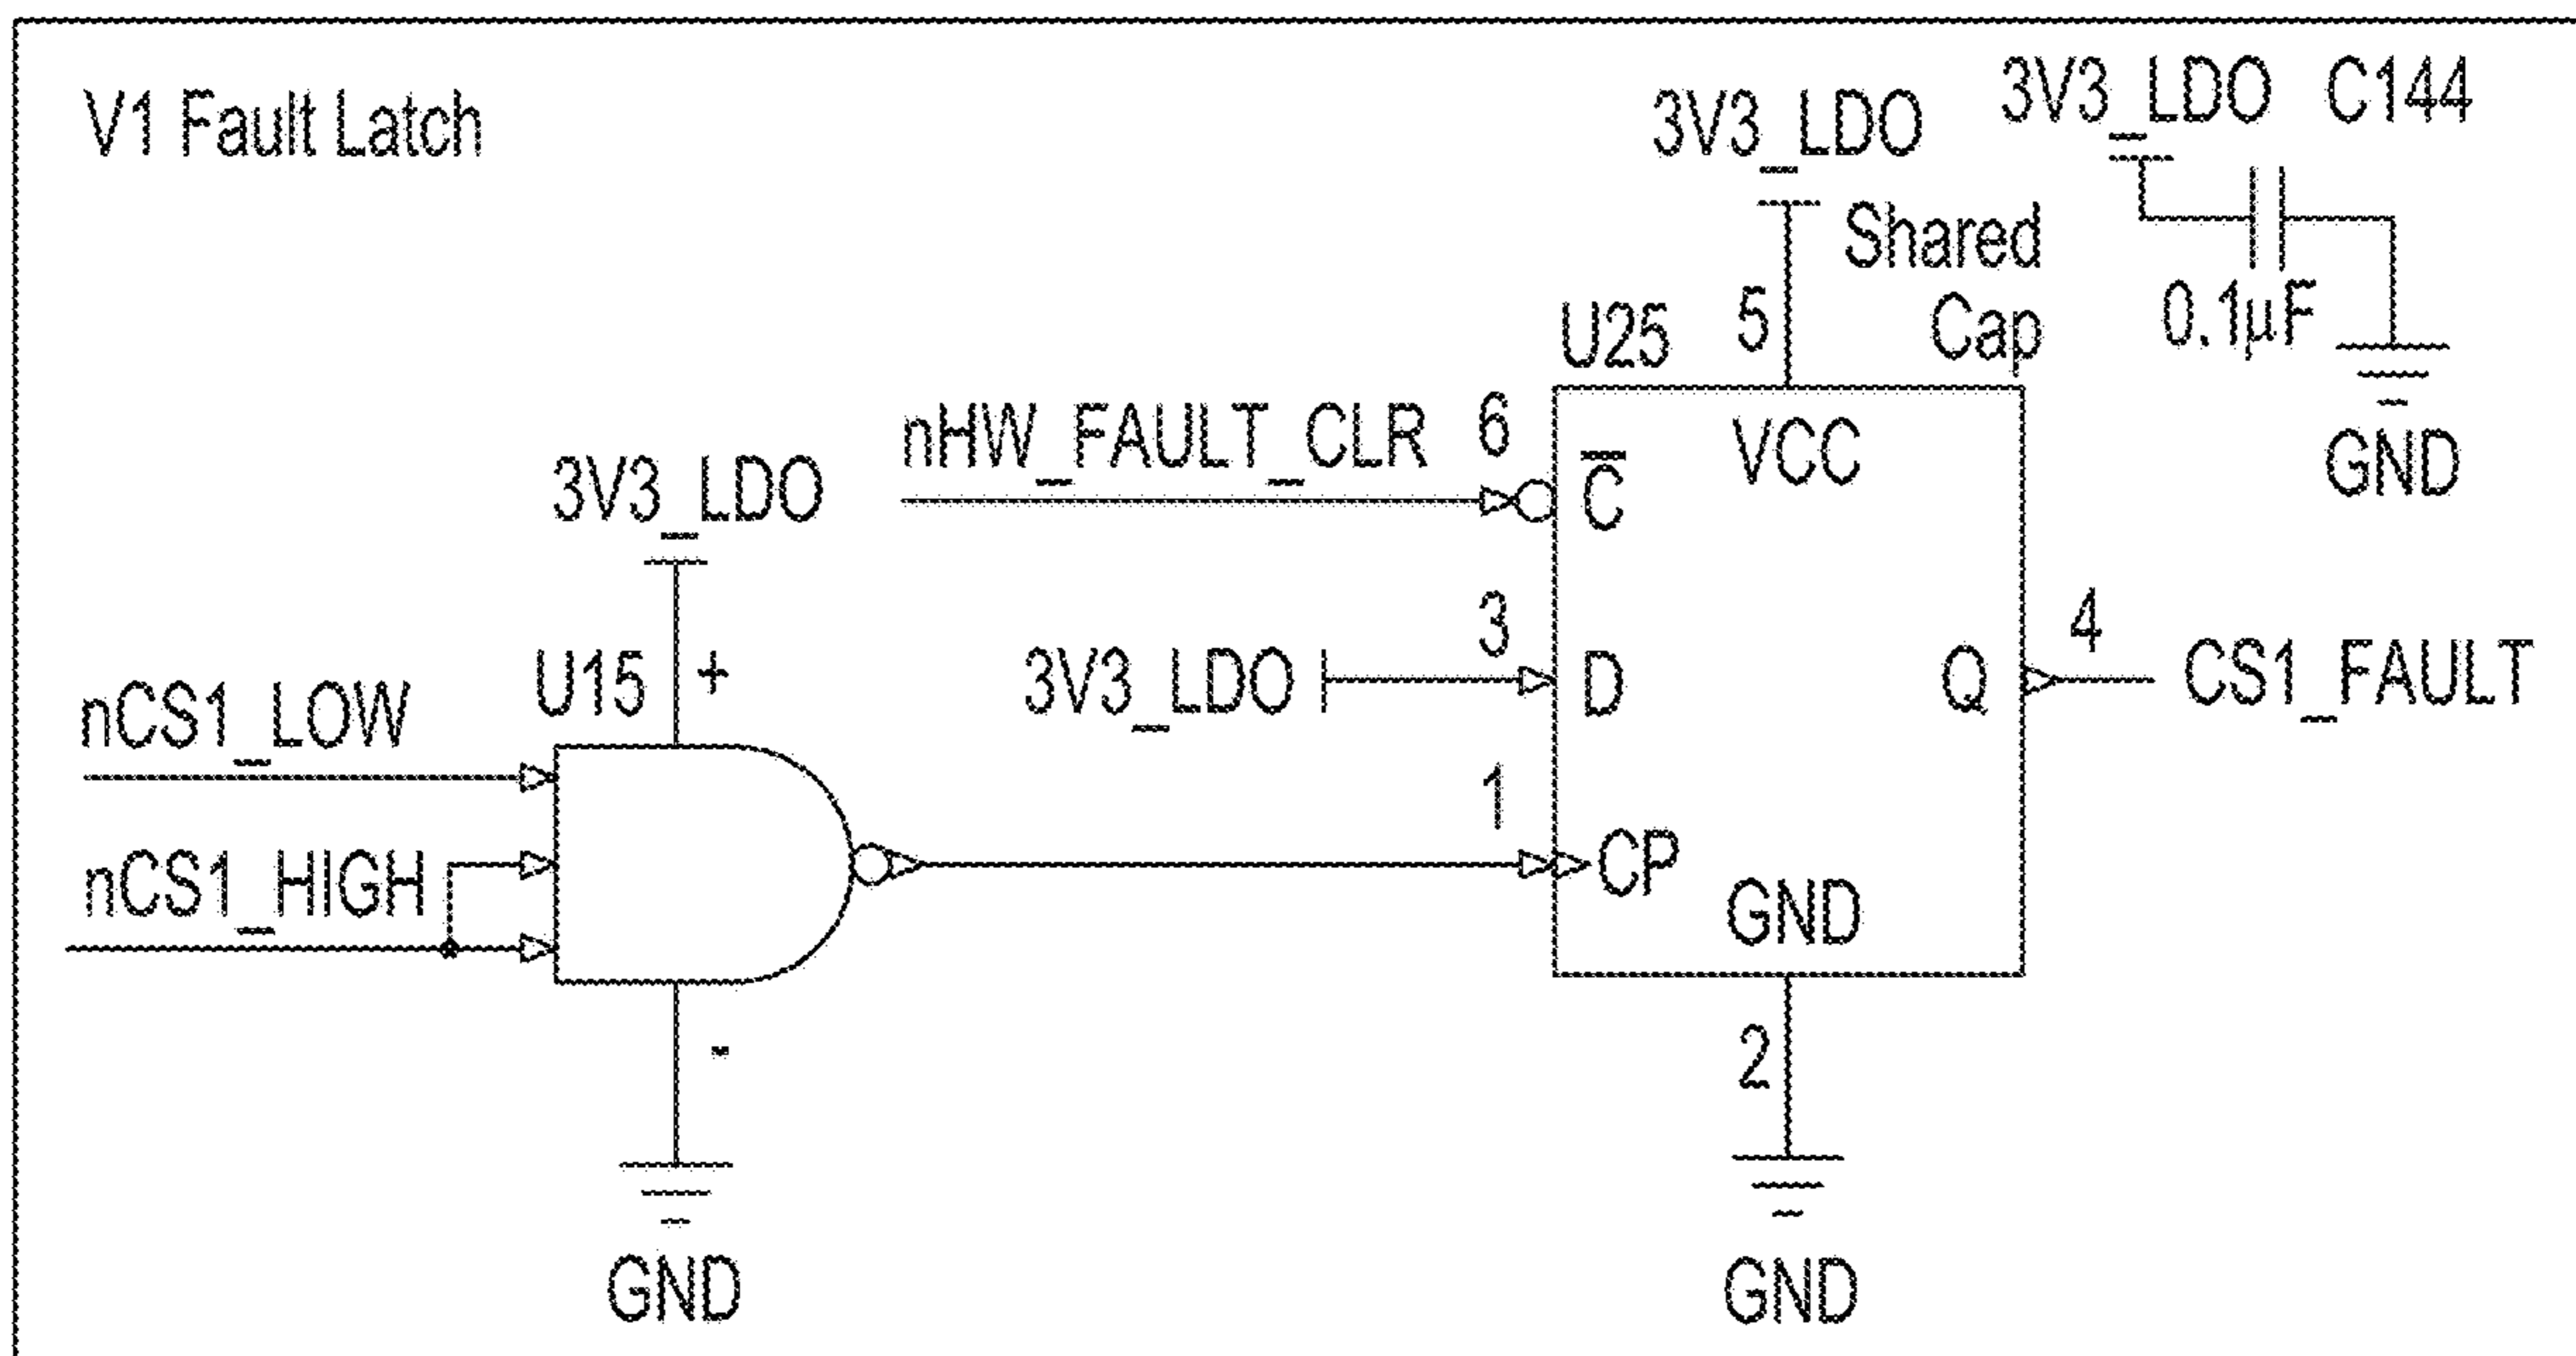 V1 Fault Latch
3V3_LDO
3V3_LDO C144
Shared
Cap
0.1µF
GND
U25
5
nHW_FAULT_CLR
6
C̅
VCC
3V3_LDO
U15
+
nCS1_LOW
nCS1_HIGH
-
GND
3V3_LDO
3
D
Q
4
CS1_FAULT
1
CP
GND
2
GND